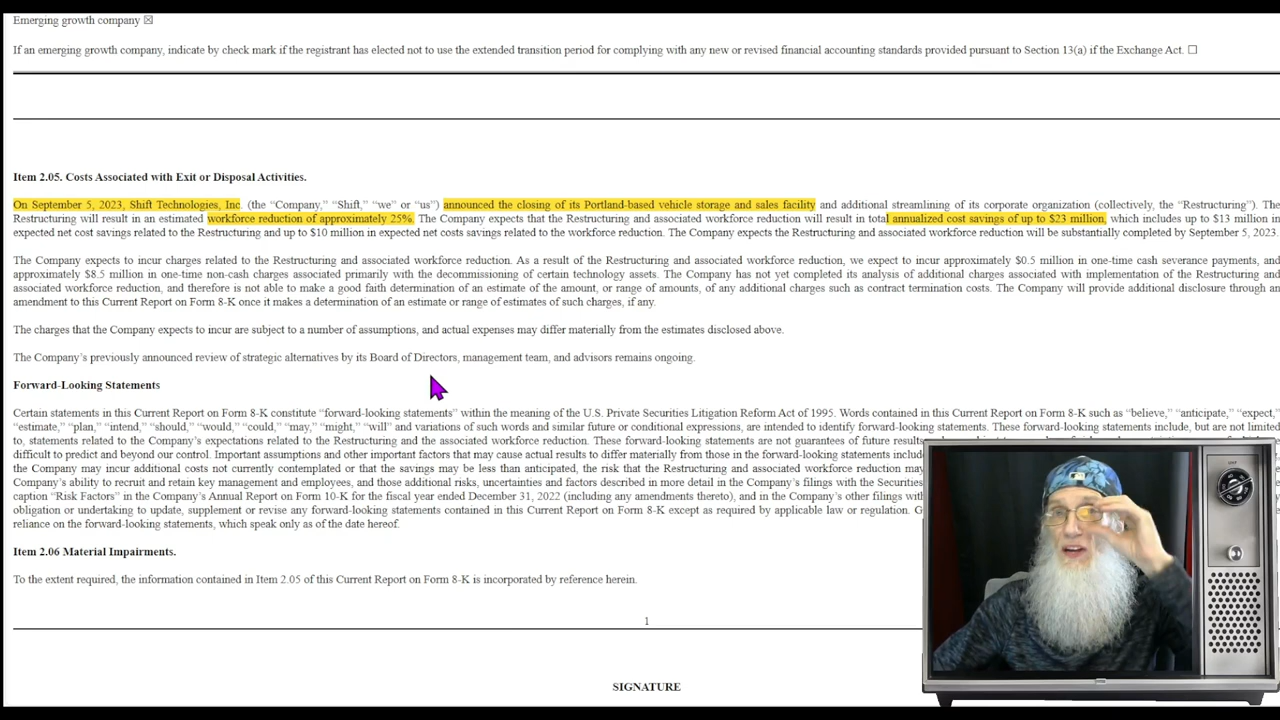 Emerging growth company ☒
If an emerging growth company, indicate by check mark if the registrant has elected not to use the extended transition period for complying with any new or revised financial accounting standards provided pursuant to Section 13(a) if the Exchange Act. ☐
Item 2.05. Costs Associated with Exit or Disposal Activities.
On September 5, 2023, Shift Technologies, Inc. (the “Company,” “Shift,” “we” or “us”) announced the closing of its Portland-based vehicle storage and sales facility and additional streamlining of its corporate organization (collectively, the “Restructuring”). The
Restructuring will result in an estimated workforce reduction of approximately 25%. The Company expects that the Restructuring and associated workforce reduction will result in total annualized cost savings of up to $23 million, which includes up to $13 million in
expected net cost savings related to the Restructuring and up to $10 million in expected net costs savings related to the workforce reduction. The Company expects the Restructuring and associated workforce reduction will be substantially completed by September 5, 2023.
The Company expects to incur charges related to the Restructuring and associated workforce reduction. As a result of the Restructuring and associated workforce reduction, we expect to incur approximately $0.5 million in one-time cash severance payments, and
approximately $8.5 million in one-time non-cash charges associated primarily with the decommissioning of certain technology assets. The Company has not yet completed its analysis of additional charges associated with implementation of the Restructuring and
associated workforce reduction, and therefore is not able to make a good faith determination of an estimate of the amount, or range of amounts, of any additional charges such as contract termination costs. The Company will provide additional disclosure through an
amendment to this Current Report on Form 8-K once it makes a determination of an estimate or range of estimates of such charges, if any.
The charges that the Company expects to incur are subject to a number of assumptions, and actual expenses may differ materially from the estimates disclosed above.
The Company’s previously announced review of strategic alternatives by its Board of Directors, management team, and advisors remains ongoing.
Forward-Looking Statements
Certain statements in this Current Report on Form 8-K constitute “forward-looking statements” within the meaning of the U.S. Private Securities Litigation Reform Act of 1995. Words contained in this Current Report on Form 8-K such as “believe,” “anticipate,” “expect,”
“estimate,” “plan,” “intend,” “should,” “would,” “could,” “may,” “might,” “will” and variations of such words and similar future or conditional expressions, are intended to identify forward-looking statements. These forward-looking statements include, but are not limited
to, statements related to the Company’s expectations related to the Restructuring and the associated workforce reduction. These forward-looking statements are not guarantees of future results
difficult to predict and beyond our control. Important assumptions and other important factors that may cause actual results to differ materially from those in the forward-looking statements
the Company may incur additional costs not currently contemplated or that the savings may be less than anticipated, the risk that the Restructuring and associated workforce reduction may
Company’s ability to recruit and retain key management and employees, and those additional risks, uncertainties and factors described in more detail in the Company’s filings with the Securities
caption “Risk Factors” in the Company’s Annual Report on Form 10-K for the fiscal year ended December 31, 2022 (including any amendments thereto), and in the Company’s other filings with
obligation or undertaking to update, supplement or revise any forward-looking statements contained in this Current Report on Form 8-K except as required by applicable law or regulation.
reliance on the forward-looking statements, which speak only as of the date hereof.
Item 2.06 Material Impairments.
To the extent required, the information contained in Item 2.05 of this Current Report on Form 8-K is incorporated by reference herein.
1
SIGNATURE